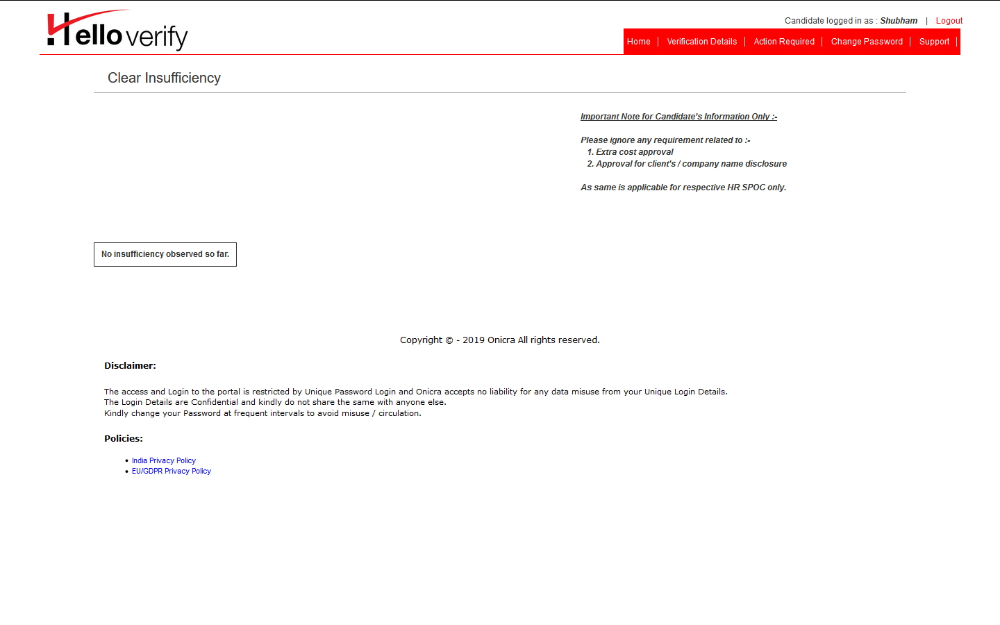 Hello verify
Candidate logged in as : Shubham | Logout
Home | Verification Details | Action Required | Change Password | Support |
Clear Insufficiency
Important Note for Candidate's Information Only :-
Please ignore any requirement related to :-
1. Extra cost approval
2. Approval for client's / company name disclosure
As same is applicable for respective HR SPOC only.
No insufficiency observed so far.
Copyright © - 2019 Onicra All rights reserved.
Disclaimer:
The access and Login to the portal is restricted by Unique Password Login and Onicra accepts no liability for any data misuse from your Unique Login Details.
The Login Details are Confidential and kindly do not share the same with anyone else.
Kindly change your Password at frequent intervals to avoid misuse / circulation.
Policies:
• India Privacy Policy
• EU/GDPR Privacy Policy